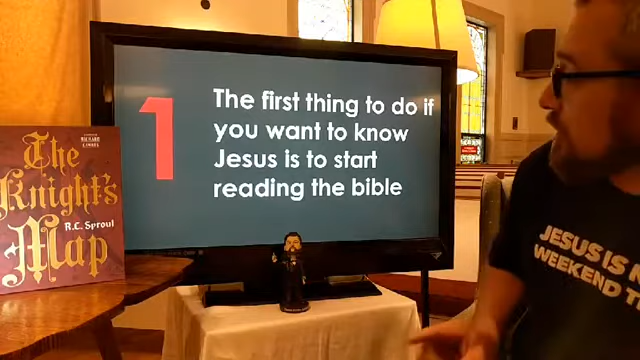 1
The first thing to do if
you want to know
Jesus is to start
reading the bible
The
Knight's
Map
R.C. Sproul
JESUS IS
WEEKEND